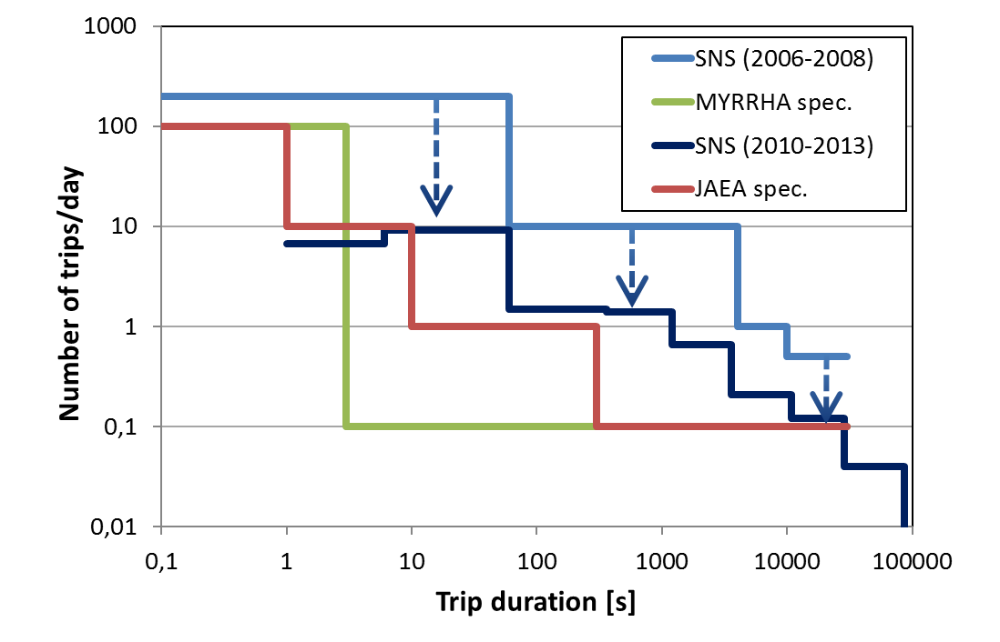 1000
100
10
1
0,1
0,01
Number of trips/day
SNS (2006-2008)
MYRRHA spec.
SNS (2010-2013)
JAEA spec.
0,1 1 10 100 1000 10000 100000
Trip duration [s]